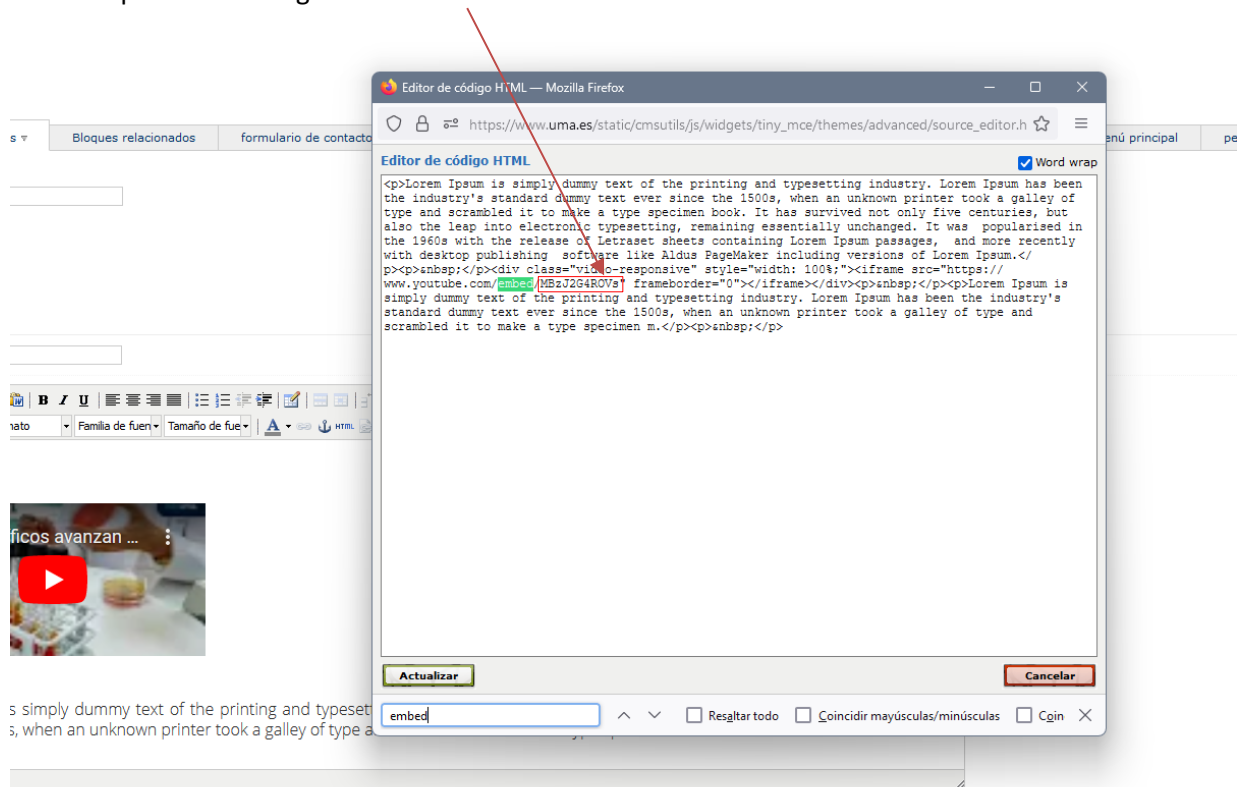 Editor de código HTML — Mozilla Firefox
https://www.uma.es/static/cmsutils/js/widgets/tiny_mce/themes/advanced/source_editor.h
s Bloques relacionados formulario de contacto
enú principal pe
Editor de código HTML
Word wrap
<p>Lorem Ipsum is simply dummy text of the printing and typesetting industry. Lorem Ipsum has been
the industry's standard dummy text ever since the 1500s, when an unknown printer took a galley of
type and scrambled it to make a type specimen book. It has survived not only five centuries, but
also the leap into electronic typesetting, remaining essentially unchanged. It was  popularised in
the 1960s with the release of Letraset sheets containing Lorem Ipsum passages,  and more recently
with desktop publishing  software like Aldus PageMaker including versions of Lorem Ipsum.</
p><p>&nbsp;</p><div class="video-responsive" style="width: 100%;"><iframe src="https://
www.youtube.com/embed/MBzJ2G4ROVs" frameborder="0"></iframe></div><p>&nbsp;</p><p>Lorem Ipsum is
simply dummy text of the printing and typesetting industry. Lorem Ipsum has been the industry's
standard dummy text ever since the 1500s, when an unknown printer took a galley of type and
scrambled it to make a type specimen m.</p><p>&nbsp;</p>
B I U
nato Familia de fuen Tamaño de fue A HTML
ficos avanzan ...
Actualizar
Cancelar
s simply dummy text of the printing and typeset
s, when an unknown printer took a galley of type a
embed
Resaltar todo
Coincidir mayúsculas/minúsculas
Coin